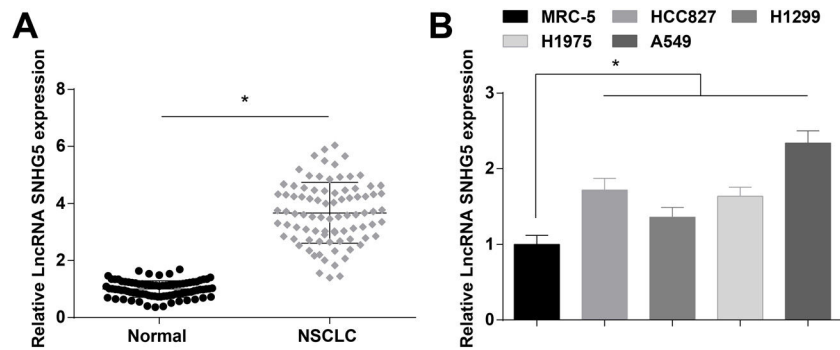 A
Relative LncRNA SNHG5 expression
8
6
4
2
0
*
Normal NSCLC
B
MRC-5 HCC827 H1299
H1975 A549
Relative LncRNA SNHG5 expression
3
2
1
0
*